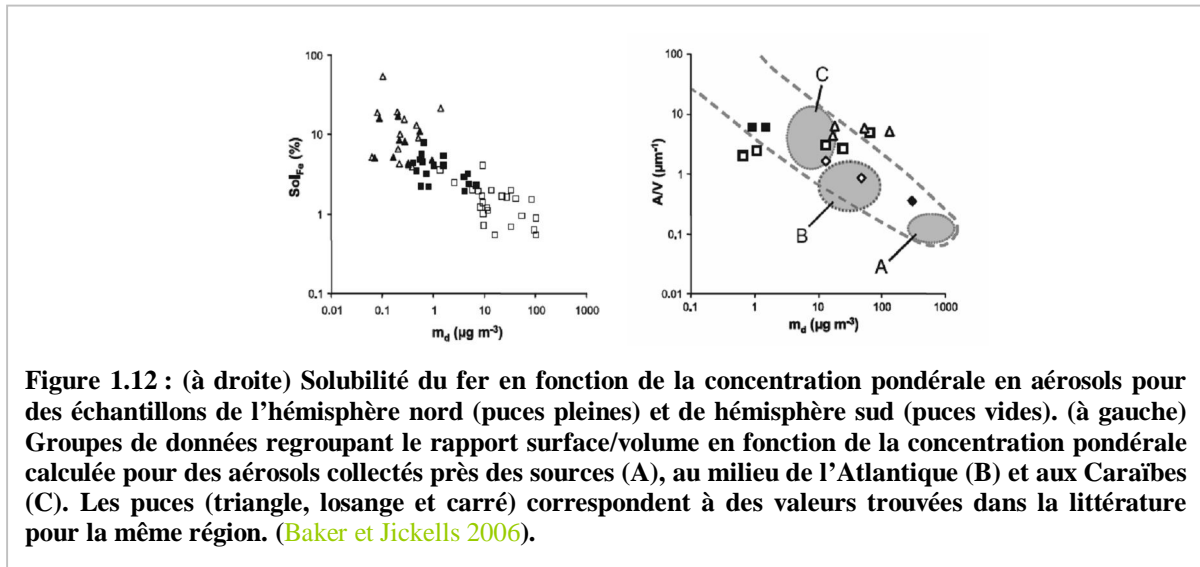 100
10
1
0.1
Sol_Fe (%)
0.1 1 10 100 1000
m_d (µg m⁻³)
100
10
1
0,1
0.01
A/V (µm⁻¹)
C
B
A
0.1 1 10 100 1000
m_d (µg m⁻³)
Figure 1.12 : (à droite) Solubilité du fer en fonction de la concentration pondérale en aérosols pour
des échantillons de l’hémisphère nord (puces pleines) et de hémisphère sud (puces vides). (à gauche)
Groupes de données regroupant le rapport surface/volume en fonction de la concentration pondérale
calculée pour des aérosols collectés près des sources (A), au milieu de l’Atlantique (B) et aux Caraïbes
(C). Les puces (triangle, losange et carré) correspondent à des valeurs trouvées dans la littérature
pour la même région. (Baker et Jickells 2006).